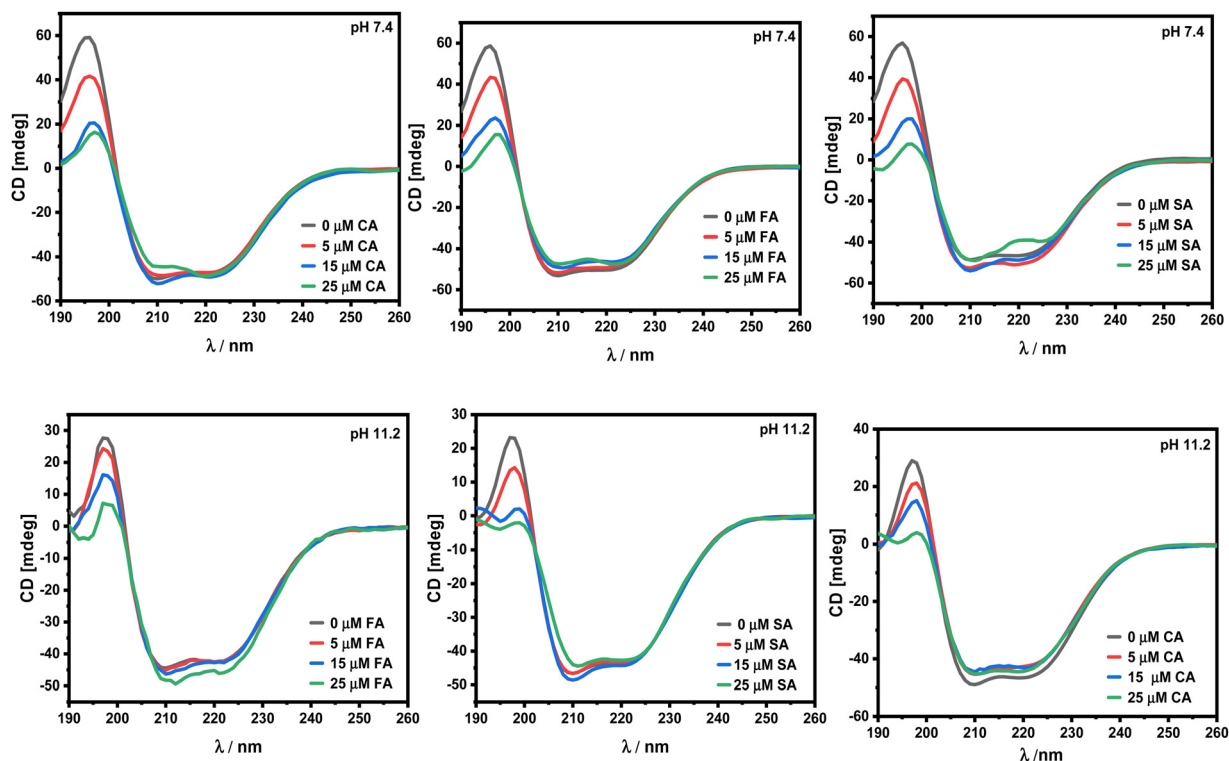 pH 7.4
60
40
20
0
-20
-40
-60
CD [mdeg]
0 μM CA
5 μM CA
15 μM CA
25 μM CA
190 200 210 220 230 240 250 260
λ / nm
pH 7.4
60
40
20
0
-20
-40
-60
CD [mdeg]
0 μM FA
5 μM FA
15 μM FA
25 μM FA
190 200 210 220 230 240 250 260
λ / nm
pH 7.4
60
40
20
0
-20
-40
-60
CD [mdeg]
0 μM SA
5 μM SA
15 μM SA
25 μM SA
190 200 210 220 230 240 250 260
λ / nm
pH 11.2
30
20
10
0
-10
-20
-30
-40
-50
CD [mdeg]
0 μM FA
5 μM FA
15 μM FA
25 μM FA
190 200 210 220 230 240 250 260
λ / nm
pH 11.2
30
20
10
0
-10
-20
-30
-40
-50
CD [mdeg]
0 μM SA
5 μM SA
15 μM SA
25 μM SA
190 200 210 220 230 240 250 260
λ / nm
pH 11.2
40
20
0
-20
-40
-60
CD [mdeg]
0 μM CA
5 μM CA
15 μM CA
25 μM CA
190 200 210 220 230 240 250 260
λ /nm